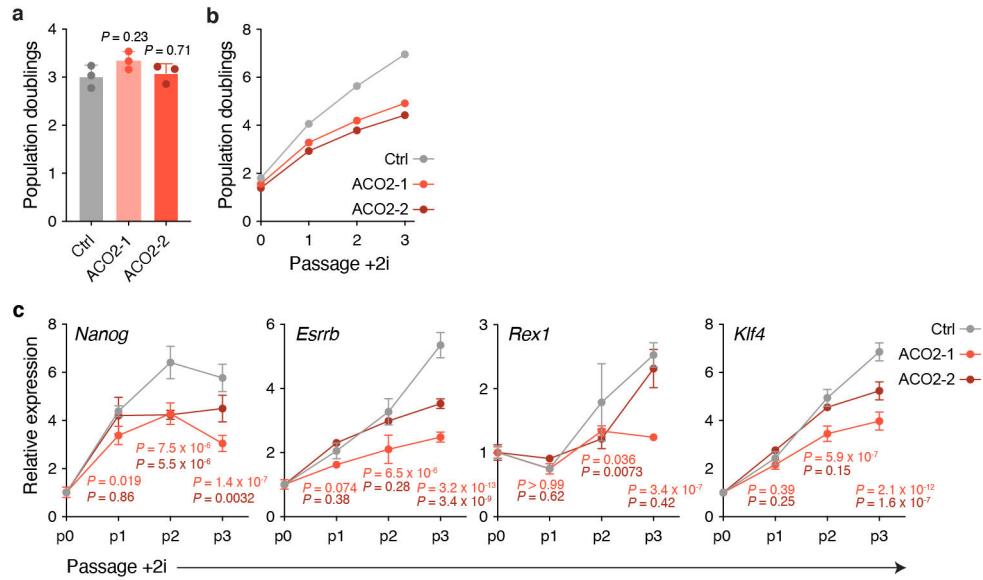 a
Population doublings
4
3
2
1
0
P = 0.23
P = 0.71
Ctrl
ACO2-1
ACO2-2
b
Population doublings
8
6
4
2
0
0 1 2 3
Passage +2i
Ctrl
ACO2-1
ACO2-2
c
Relative expression
Nanog
8
6
4
2
0
P = 0.019
P = 0.86
P = 7.5 x 10⁻⁶
P = 5.5 x 10⁻⁶
P = 1.4 x 10⁻⁷
P = 0.0032
p0 p1 p2 p3
Esrrb
6
4
2
0
P = 0.074
P = 0.38
P = 6.5 x 10⁻⁶
P = 0.28
P = 3.2 x 10⁻¹³
P = 3.4 x 10⁻⁹
p0 p1 p2 p3
Rex1
3
2
1
0
P > 0.99
P = 0.62
P = 0.036
P = 0.0073
P = 3.4 x 10⁻⁷
P = 0.42
p0 p1 p2 p3
Klf4
8
6
4
2
0
P = 0.39
P = 0.25
P = 5.9 x 10⁻⁷
P = 0.15
P = 2.1 x 10⁻¹²
P = 1.6 x 10⁻⁷
p0 p1 p2 p3
Ctrl
ACO2-1
ACO2-2
Passage +2i